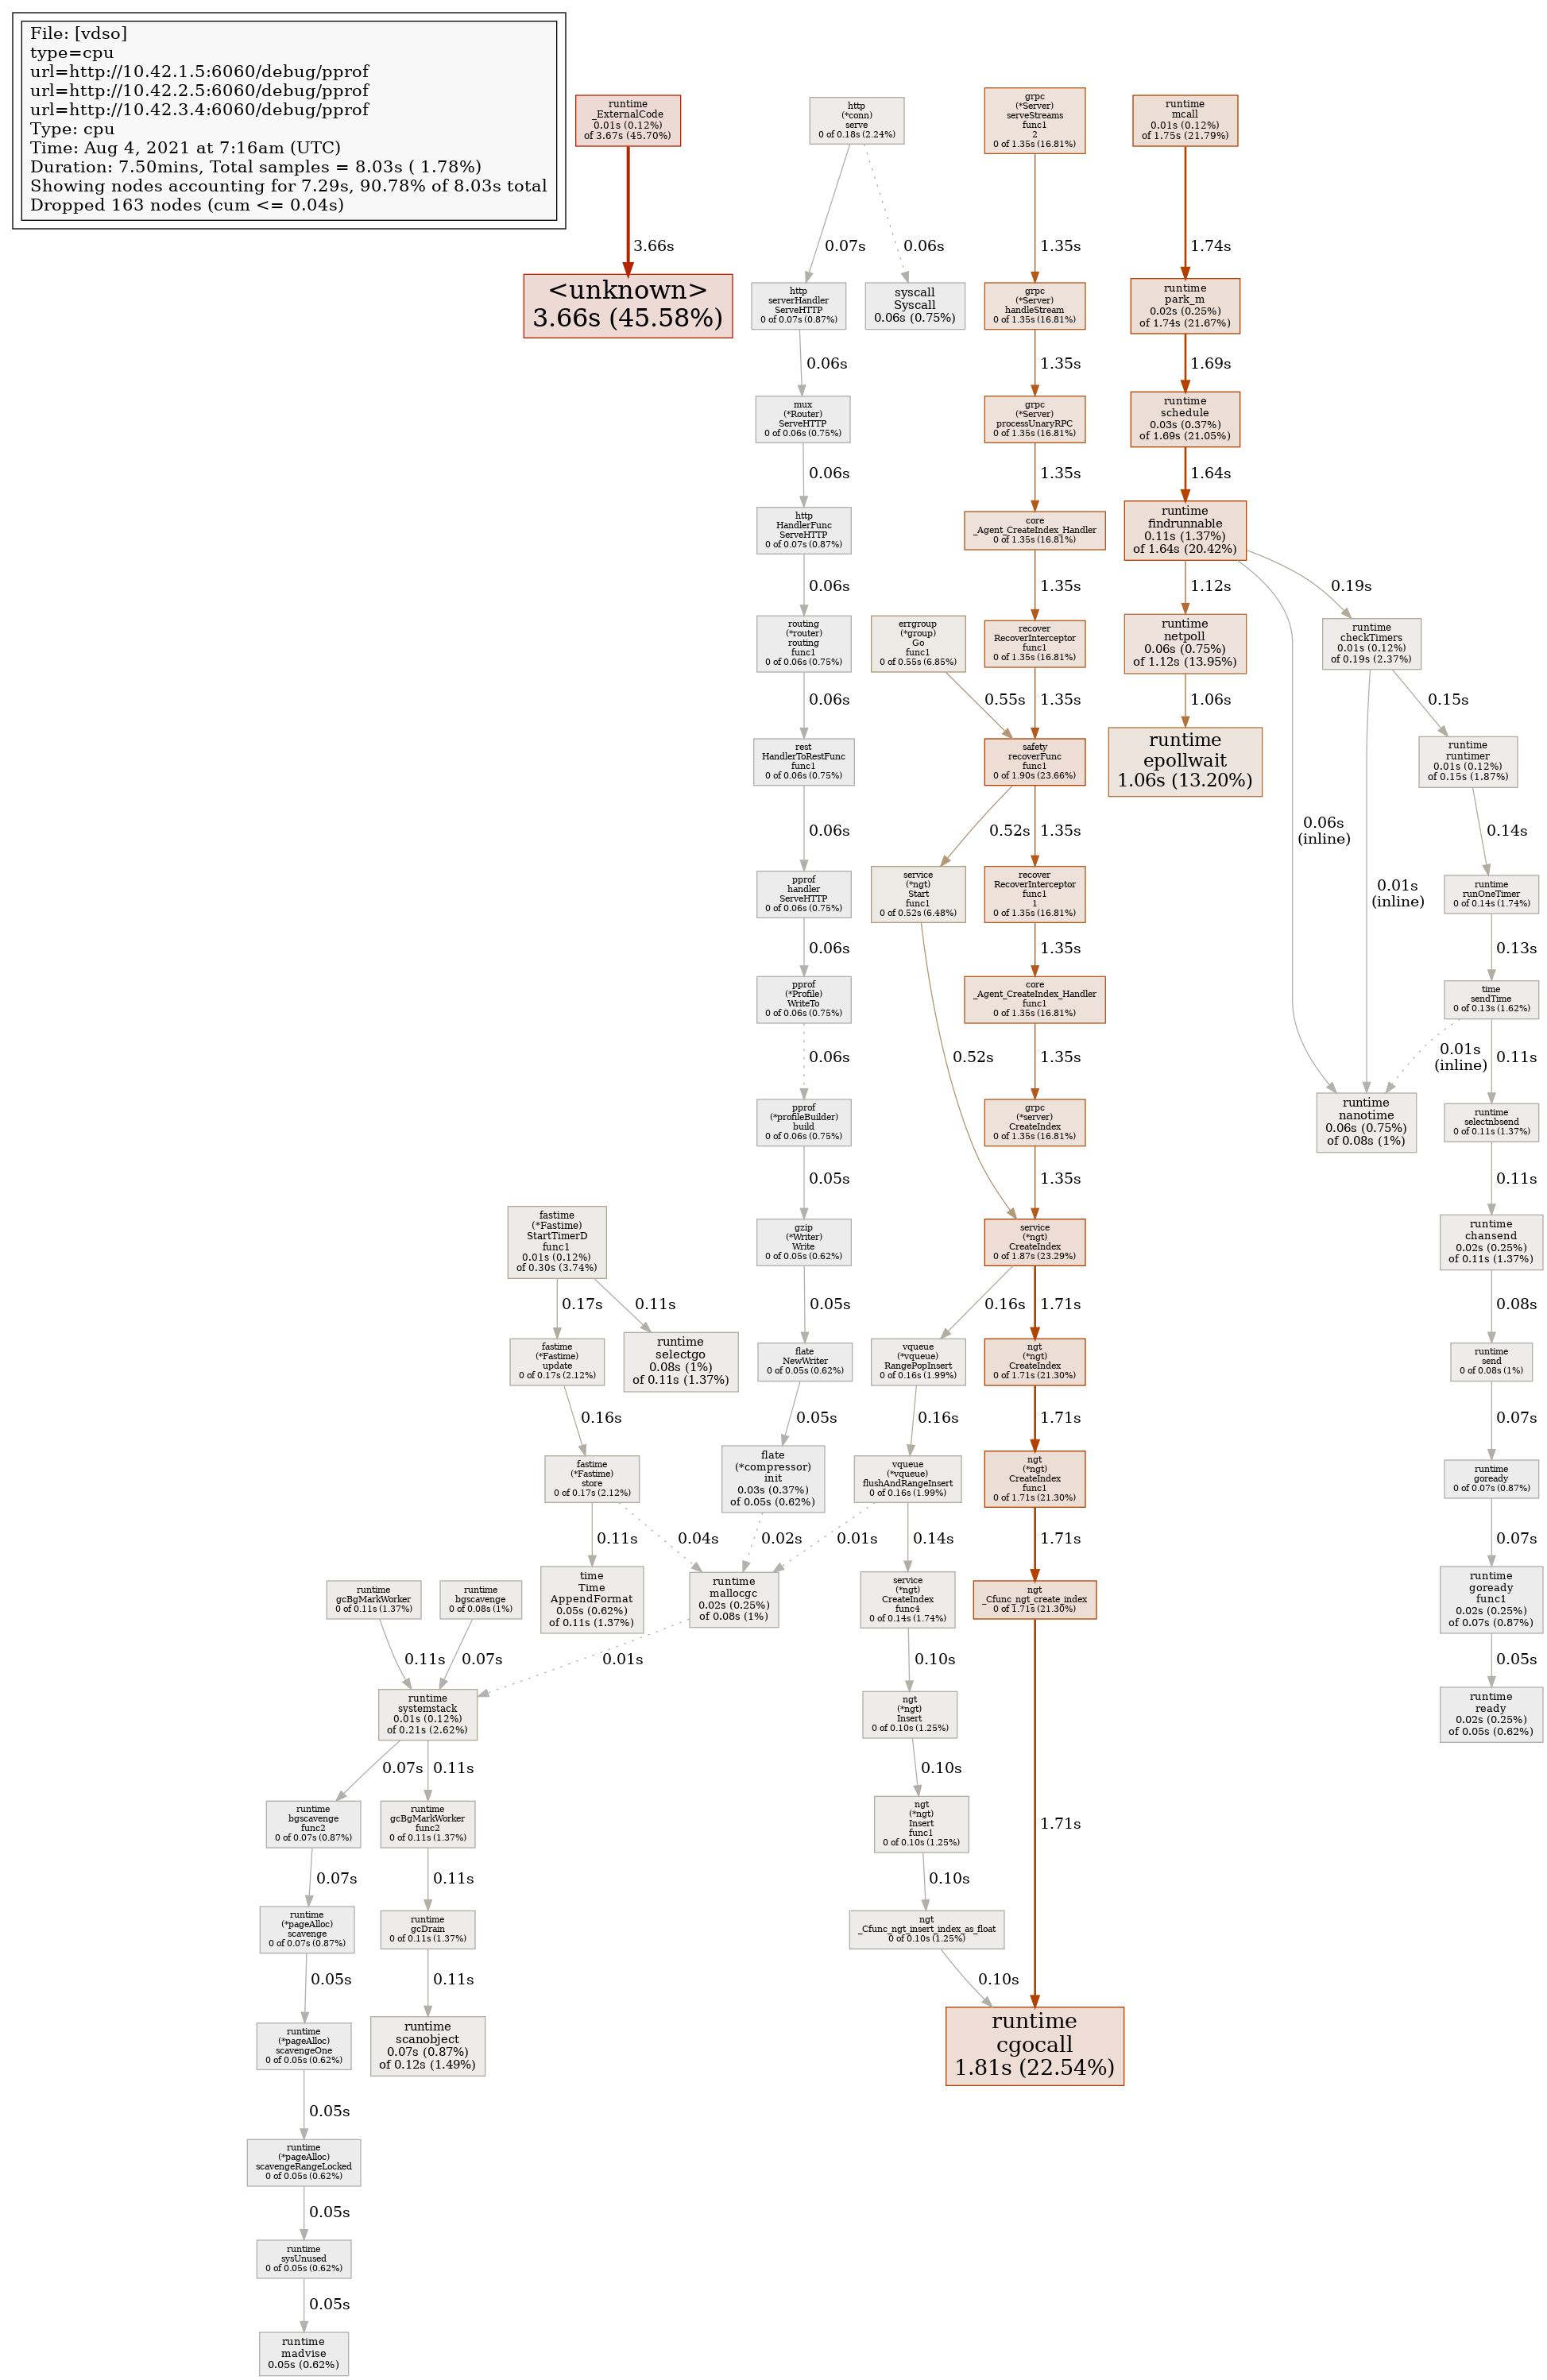 File: [vdso]
type=cpu
url=http://10.42.1.5:6060/debug/pprof
url=http://10.42.2.5:6060/debug/pprof
url=http://10.42.3.4:6060/debug/pprof
Type: cpu
Time: Aug 4, 2021 at 7:16am (UTC)
Duration: 7.50mins, Total samples = 8.03s ( 1.78%)
Showing nodes accounting for 7.29s, 90.78% of 8.03s total
Dropped 163 nodes (cum <= 0.04s)
runtime
_ExternalCode
0.01s (0.12%)
of 3.67s (45.70%)
3.66s
<unknown>
3.66s (45.58%)
http
(*conn)
serve
0 of 0.18s (2.24%)
0.07s
0.06s
http
serverHandler
ServeHTTP
0 of 0.07s (0.87%)
syscall
Syscall
0.06s (0.75%)
0.06s
mux
(*Router)
ServeHTTP
0 of 0.06s (0.75%)
0.06s
http
HandlerFunc
ServeHTTP
0 of 0.07s (0.87%)
0.06s
routing
(*router)
routing
func1
0 of 0.06s (0.75%)
0.06s
rest
HandlerToRestFunc
func1
0 of 0.06s (0.75%)
0.06s
pprof
handler
ServeHTTP
0 of 0.06s (0.75%)
0.06s
pprof
(*Profile)
WriteTo
0 of 0.06s (0.75%)
0.06s
pprof
(*profileBuilder)
build
0 of 0.06s (0.75%)
0.05s
gzip
(*Writer)
Write
0 of 0.05s (0.62%)
0.05s
flate
NewWriter
0 of 0.05s (0.62%)
0.05s
flate
(*compressor)
init
0.03s (0.37%)
of 0.05s (0.62%)
0.02s
grpc
(*Server)
serveStreams
func1
2
0 of 1.35s (16.81%)
1.35s
grpc
(*Server)
handleStream
0 of 1.35s (16.81%)
1.35s
grpc
(*Server)
processUnaryRPC
0 of 1.35s (16.81%)
1.35s
core
_Agent_CreateIndex_Handler
0 of 1.35s (16.81%)
1.35s
recover
RecoverInterceptor
func1
0 of 1.35s (16.81%)
1.35s
errgroup
(*group)
Go
func1
0 of 0.55s (6.85%)
0.55s
safety
recoverFunc
func1
0 of 1.90s (23.66%)
0.52s
1.35s
service
(*ngt)
Start
func1
0 of 0.52s (6.48%)
0.52s
recover
RecoverInterceptor
func1
1
0 of 1.35s (16.81%)
1.35s
core
_Agent_CreateIndex_Handler
func1
0 of 1.35s (16.81%)
1.35s
grpc
(*server)
CreateIndex
0 of 1.35s (16.81%)
1.35s
service
(*ngt)
CreateIndex
0 of 1.87s (23.29%)
0.16s
1.71s
vqueue
(*vqueue)
RangePopInsert
0 of 0.16s (1.99%)
0.16s
vqueue
(*vqueue)
flushAndRangeInsert
0 of 0.16s (1.99%)
0.01s
0.14s
service
(*ngt)
CreateIndex
func4
0 of 0.14s (1.74%)
0.10s
ngt
(*ngt)
Insert
0 of 0.10s (1.25%)
0.10s
ngt
(*ngt)
Insert
func1
0 of 0.10s (1.25%)
0.10s
ngt
_Cfunc_ngt_insert_index_as_float
0 of 0.10s (1.25%)
0.10s
ngt
(*ngt)
CreateIndex
0 of 1.71s (21.30%)
1.71s
ngt
(*ngt)
CreateIndex
func1
0 of 1.71s (21.30%)
1.71s
ngt
_Cfunc_ngt_create_index
0 of 1.71s (21.30%)
1.71s
runtime
cgocall
1.81s (22.54%)
runtime
mcall
0.01s (0.12%)
of 1.75s (21.79%)
1.74s
runtime
park_m
0.02s (0.25%)
of 1.74s (21.67%)
1.69s
runtime
schedule
0.03s (0.37%)
of 1.69s (21.05%)
1.64s
runtime
findrunnable
0.11s (1.37%)
of 1.64s (20.42%)
1.12s
0.19s
0.06s
(inline)
runtime
netpoll
0.06s (0.75%)
of 1.12s (13.95%)
1.06s
runtime
epollwait
1.06s (13.20%)
runtime
checkTimers
0.01s (0.12%)
of 0.19s (2.37%)
0.15s
0.01s
(inline)
runtime
runtimer
0.01s (0.12%)
of 0.15s (1.87%)
0.14s
runtime
runOneTimer
0 of 0.14s (1.74%)
0.13s
time
sendTime
0 of 0.13s (1.62%)
0.01s
(inline)
0.11s
runtime
nanotime
0.06s (0.75%)
of 0.08s (1%)
runtime
selectnbsend
0 of 0.11s (1.37%)
0.11s
runtime
chansend
0.02s (0.25%)
of 0.11s (1.37%)
0.08s
runtime
send
0 of 0.08s (1%)
0.07s
runtime
goready
0 of 0.07s (0.87%)
0.07s
runtime
goready
func1
0.02s (0.25%)
of 0.07s (0.87%)
0.05s
runtime
ready
0.02s (0.25%)
of 0.05s (0.62%)
fastime
(*Fastime)
StartTimerD
func1
0.01s (0.12%)
of 0.30s (3.74%)
0.17s
0.11s
fastime
(*Fastime)
update
0 of 0.17s (2.12%)
runtime
selectgo
0.08s (1%)
of 0.11s (1.37%)
0.16s
fastime
(*Fastime)
store
0 of 0.17s (2.12%)
0.11s
0.04s
time
Time
AppendFormat
0.05s (0.62%)
of 0.11s (1.37%)
runtime
mallocgc
0.02s (0.25%)
of 0.08s (1%)
0.01s
runtime
gcBgMarkWorker
0 of 0.11s (1.37%)
0.11s
runtime
bgscavenge
0 of 0.08s (1%)
0.07s
runtime
systemstack
0.01s (0.12%)
of 0.21s (2.62%)
0.07s
0.11s
runtime
bgscavenge
func2
0 of 0.07s (0.87%)
0.07s
runtime
(*pageAlloc)
scavenge
0 of 0.07s (0.87%)
0.05s
runtime
(*pageAlloc)
scavengeOne
0 of 0.05s (0.62%)
0.05s
runtime
(*pageAlloc)
scavengeRangeLocked
0 of 0.05s (0.62%)
0.05s
runtime
sysUnused
0 of 0.05s (0.62%)
0.05s
runtime
madvise
0.05s (0.62%)
runtime
gcBgMarkWorker
func2
0 of 0.11s (1.37%)
0.11s
runtime
gcDrain
0 of 0.11s (1.37%)
0.11s
runtime
scanobject
0.07s (0.87%)
of 0.12s (1.49%)